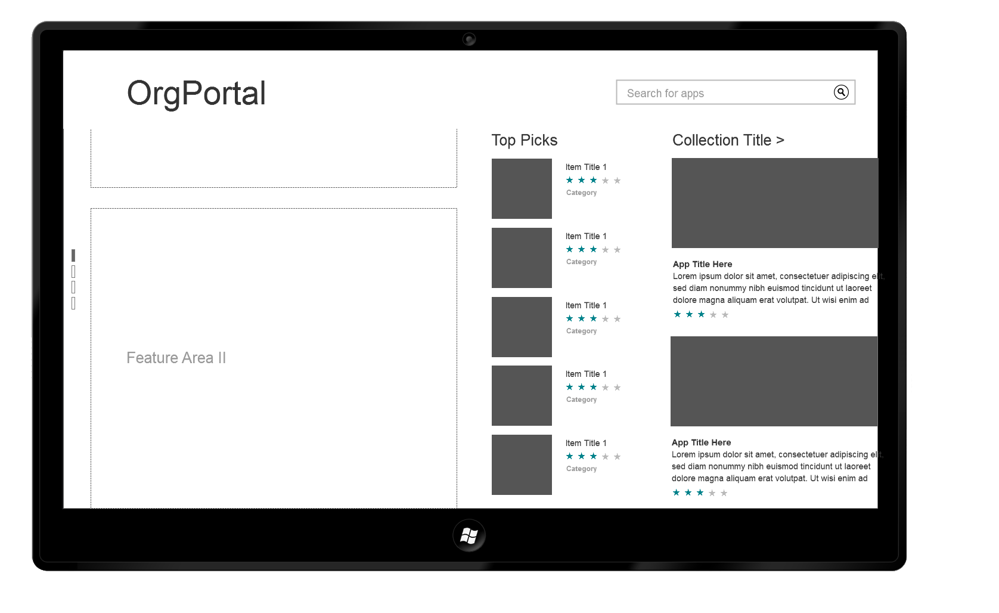 OrgPortal
Search for apps
Feature Area II
Top Picks
Item Title 1
Category
Item Title 1
Category
Item Title 1
Category
Item Title 1
Category
Item Title 1
Category
Collection Title >
App Title Here
Lorem ipsum dolor sit amet, consectetuer adipiscing elit,
sed diam nonummy nibh euismod tincidunt ut laoreet
dolore magna aliquam erat volutpat. Ut wisi enim ad
App Title Here
Lorem ipsum dolor sit amet, consectetuer adipiscing elit,
sed diam nonummy nibh euismod tincidunt ut laoreet
dolore magna aliquam erat volutpat. Ut wisi enim ad